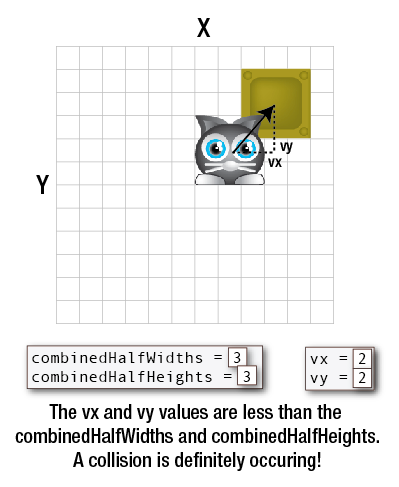 X
Y
vy
vx
combinedHalfWidths = 3
combinedHalfHeights = 3
vx = 2
vy = 2
The vx and vy values are less than the
combinedHalfWidths and combinedHalfHeights.
A collision is definitely occuring!